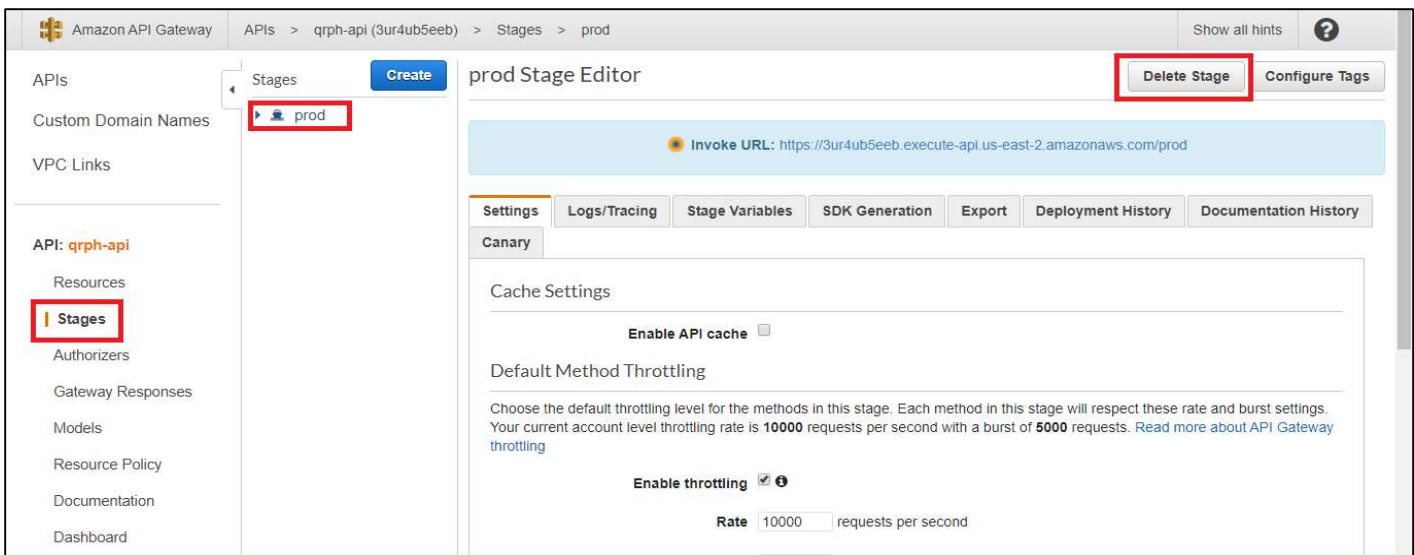 Amazon API Gateway APIs > qrph-api (3ur4ub5eeb) > Stages > prod Show all hints ?
APIs
Custom Domain Names
VPC Links
API: qrph-api
Resources
Stages
Authorizers
Gateway Responses
Models
Resource Policy
Documentation
Dashboard
Stages Create
prod
prod Stage Editor Delete Stage Configure Tags
Invoke URL: https://3ur4ub5eeb.execute-api.us-east-2.amazonaws.com/prod
Settings Logs/Tracing Stage Variables SDK Generation Export Deployment History Documentation History
Canary
Cache Settings
Enable API cache
Default Method Throttling
Choose the default throttling level for the methods in this stage. Each method in this stage will respect these rate and burst settings.
Your current account level throttling rate is 10000 requests per second with a burst of 5000 requests. Read more about API Gateway
throttling
Enable throttling
Rate 10000 requests per second